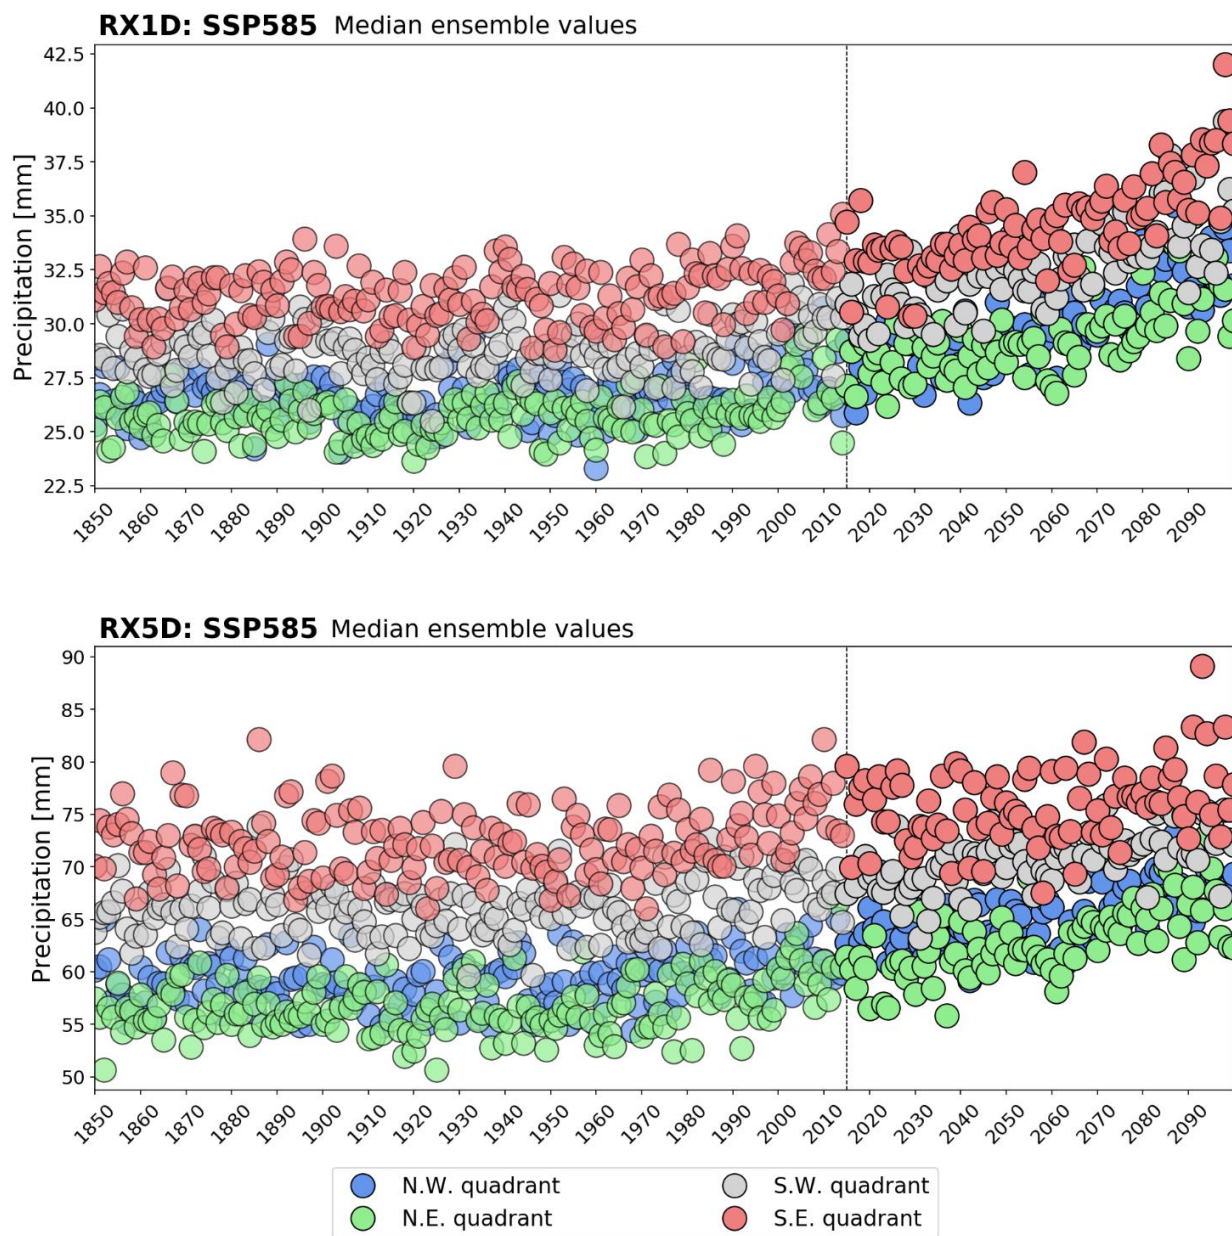 RX1D: SSP585 Median ensemble values
42.5
40.0
37.5
35.0
32.5
30.0
27.5
25.0
22.5
Precipitation [mm]
1850 1860 1870 1880 1890 1900 1910 1920 1930 1940 1950 1960 1970 1980 1990 2000 2010 2020 2030 2040 2050 2060 2070 2080 2090
RX5D: SSP585 Median ensemble values
90
85
80
75
70
65
60
55
50
Precipitation [mm]
1850 1860 1870 1880 1890 1900 1910 1920 1930 1940 1950 1960 1970 1980 1990 2000 2010 2020 2030 2040 2050 2060 2070 2080 2090
N.W. quadrant S.W. quadrant
N.E. quadrant S.E. quadrant